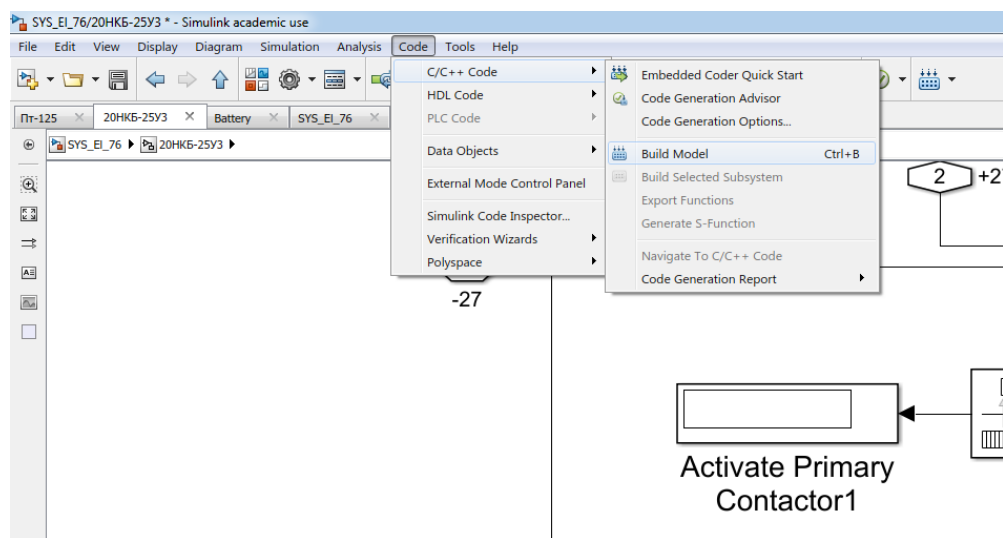 SYS_EI_76/20НКБ-25У3 * - Simulink academic use
File Edit View Display Diagram Simulation Analysis Code Tools Help
Пт-125 20НКБ-25У3 Battery SYS_EI_76
SYS_EI_76 20НКБ-25У3
C/C++ Code
HDL Code
PLC Code
Data Objects
External Mode Control Panel
Simulink Code Inspector...
Verification Wizards
Polyspace
Embedded Coder Quick Start
Code Generation Advisor
Code Generation Options...
Build Model Ctrl+B
Build Selected Subsystem
Export Functions
Generate S-Function
Navigate To C/C++ Code
Code Generation Report
2 +27
-27
Activate Primary
Contactor1